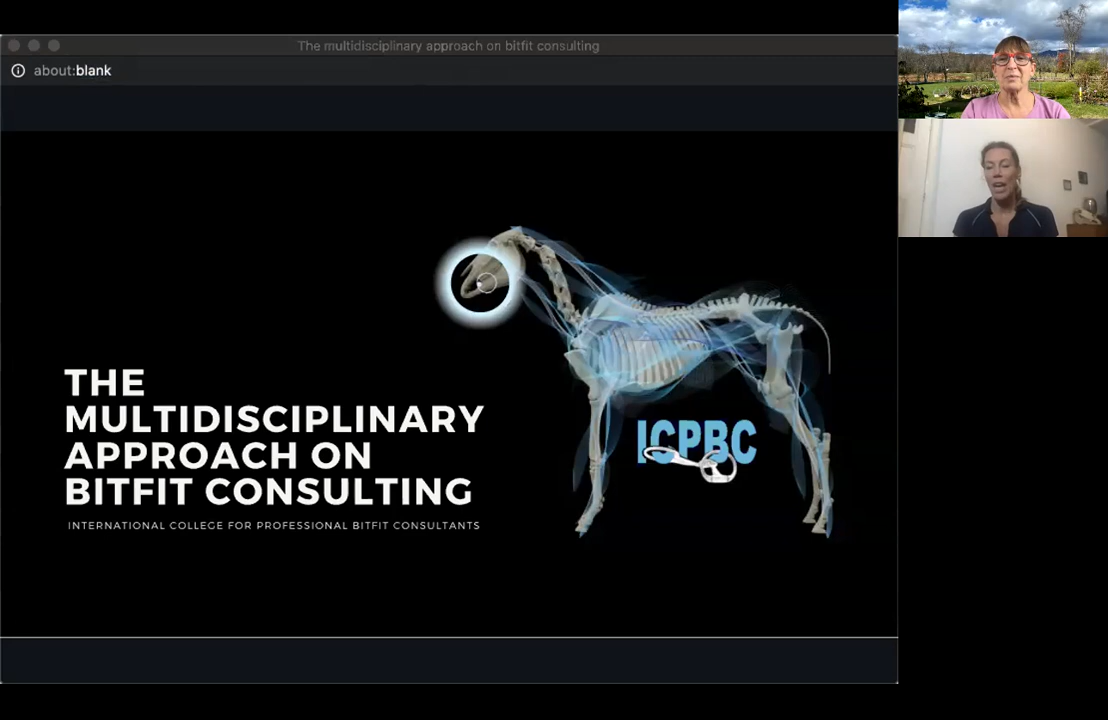 The multidisciplinary approach on bitfit consulting
about:blank
THE
MULTIDISCIPLINARY
APPROACH ON
BITFIT CONSULTING
INTERNATIONAL COLLEGE FOR PROFESSIONAL BITFIT CONSULTANTS
ICPBC